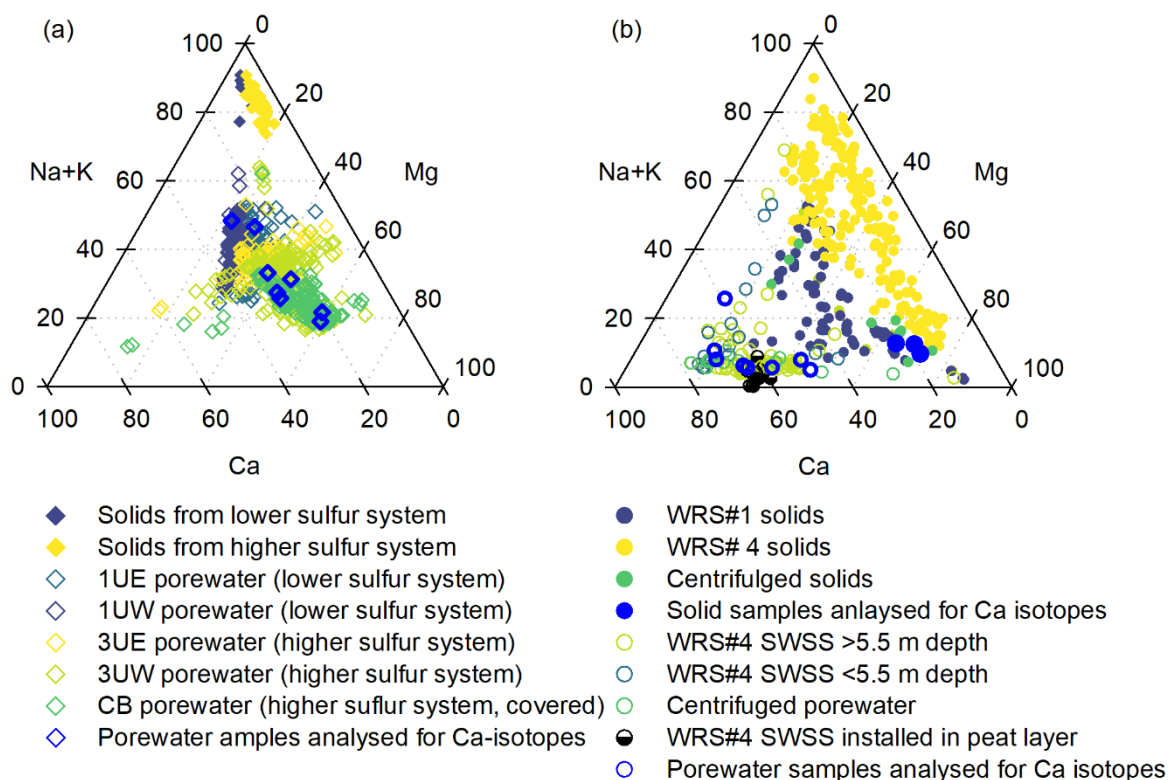 (a)
0
100
20
80
Na+K
Mg
40
60
60
40
80
20
100
0
100
80
60
40
20
0
Ca
(b)
0
100
20
80
Na+K
Mg
40
60
60
40
80
20
100
0
100
80
60
40
20
0
Ca
Solids from lower sulfur system
Solids from higher sulfur system
1UE porewater (lower sulfur system)
1UW porewater (lower sulfur system)
3UE porewater (higher sulfur system)
3UW porewater (higher sulfur system)
CB porewater (higher suflur system, covered)
Porewater amples analysed for Ca-isotopes
WRS#1 solids
WRS# 4 solids
Centrifulged solids
Solid samples anlaysed for Ca isotopes
WRS#4 SWSS >5.5 m depth
WRS#4 SWSS <5.5 m depth
Centrifuged porewater
WRS#4 SWSS installed in peat layer
Porewater samples analysed for Ca isotopes